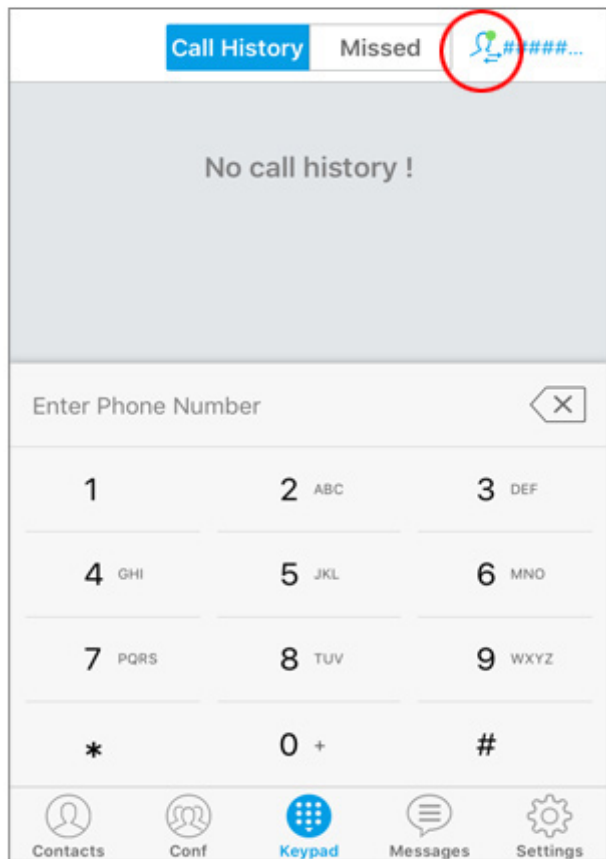 Call History Missed #####...
No call history !
Enter Phone Number
1 2 ABC 3 DEF
4 GHI 5 JKL 6 MNO
7 PQRS 8 TUV 9 WXYZ
* 0 + #
Contacts Conf Keypad Messages Settings